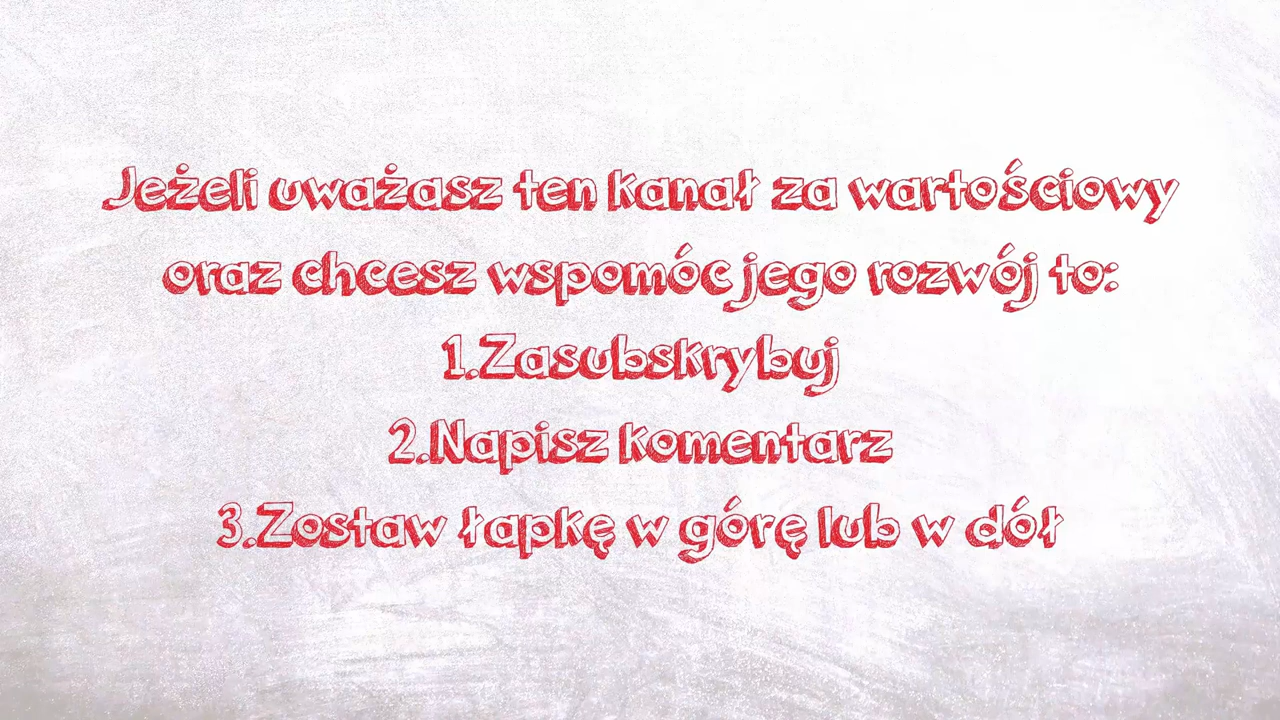 Jeżeli uważasz ten kanał za wartościowy
oraz chcesz wspomóc jego rozwój to:
1.Zasubskrybuj
2.Napisz komentarz
3.Zostaw łapkę w górę lub w dół